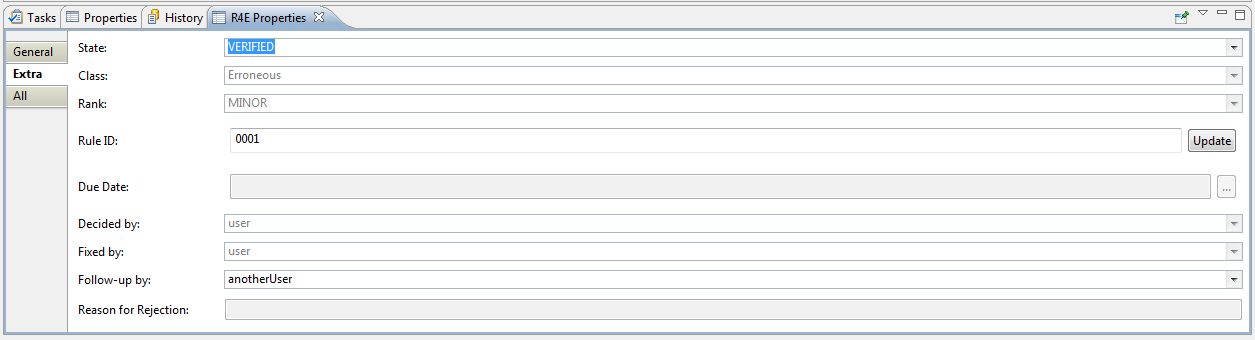 Tasks Properties History R4E Properties
General
Extra
All
State: VERIFIED
Class: Erroneous
Rank: MINOR
Rule ID: 0001 Update
Due Date: ...
Decided by: user
Fixed by: user
Follow-up by: anotherUser
Reason for Rejection: